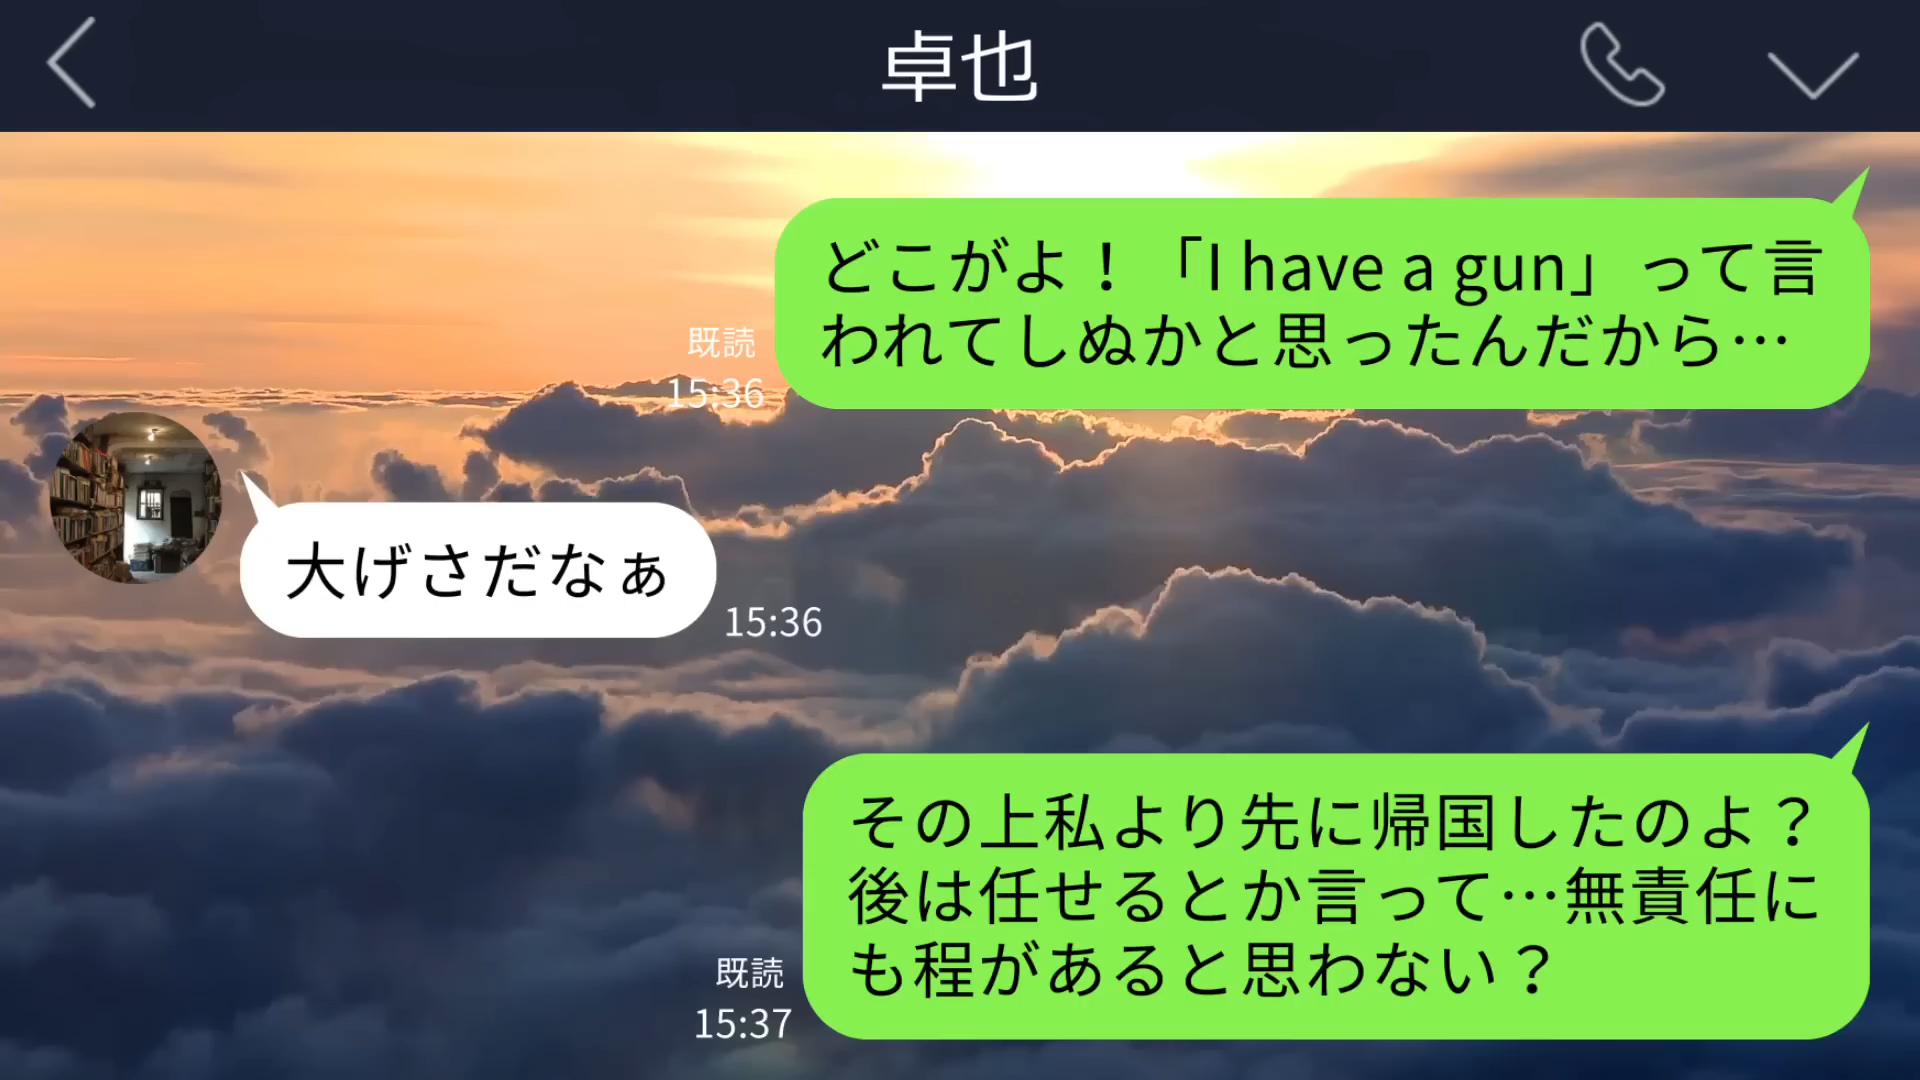 卓也
どこがよ！「I have a gun」って言
われてしぬかと思ったんだから…
既読
15:36
大げさだなぁ
15:36
その上私より先に帰国したのよ？
後は任せるとか言って…無責任に
も程があると思わない？
既読
15:37